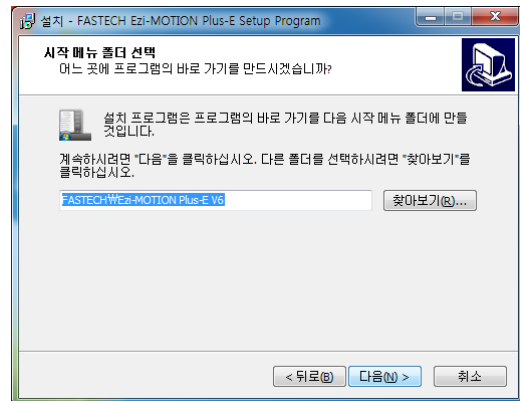 설치 - FASTECH Ezi-MOTION Plus-E Setup Program
시작 메뉴 폴더 선택
어느 곳에 프로그램의 바로 가기를 만드시겠습니까?
설치 프로그램은 프로그램의 바로 가기를 다음 시작 메뉴 폴더에 만들
것입니다.
계속하시려면 "다음"을 클릭하십시오. 다른 폴더를 선택하시려면 "찾아보기"를
클릭하십시오.
FASTECH₩Ezi-MOTION Plus-E V6
찾아보기(R)...
< 뒤로(B)
다음(N) >
취소